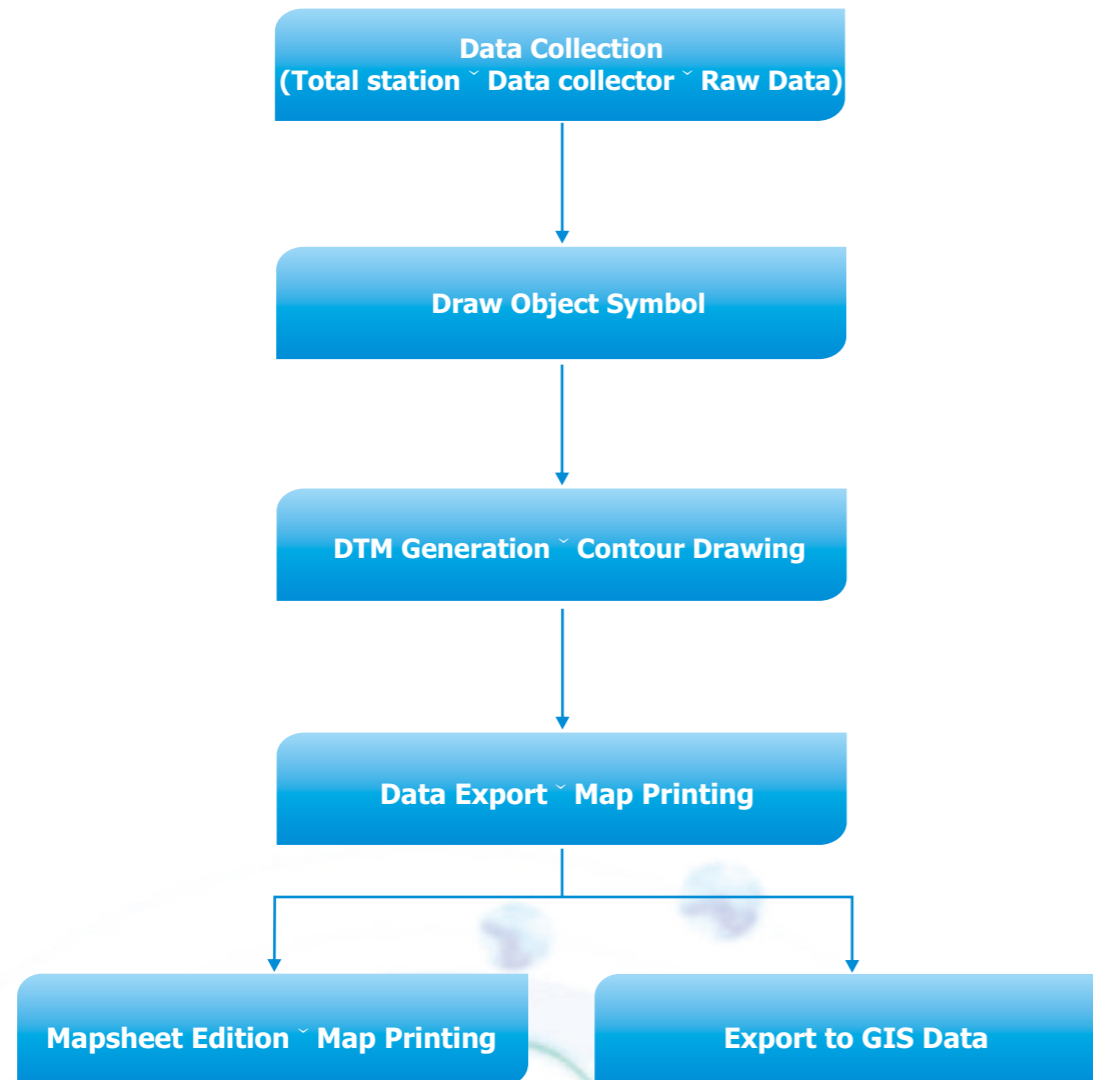 Data Collection
(Total station ˇ Data collector ˇ Raw Data)
Draw Object Symbol
DTM Generation ˇ Contour Drawing
Data Export ˇ Map Printing
Mapsheet Edition ˇ Map Printing
Export to GIS Data